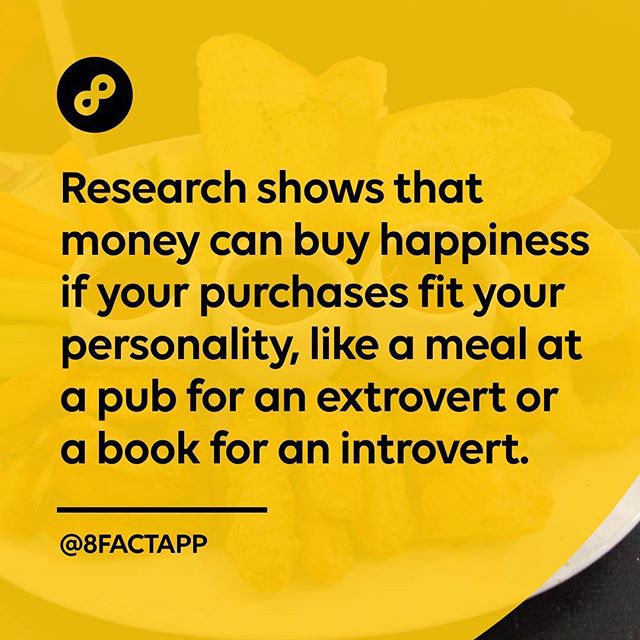 Research shows that
money can buy happiness
if your purchases fit your
personality, like a meal at
a pub for an extrovert or
a book for an introvert.
@8FACTAPP